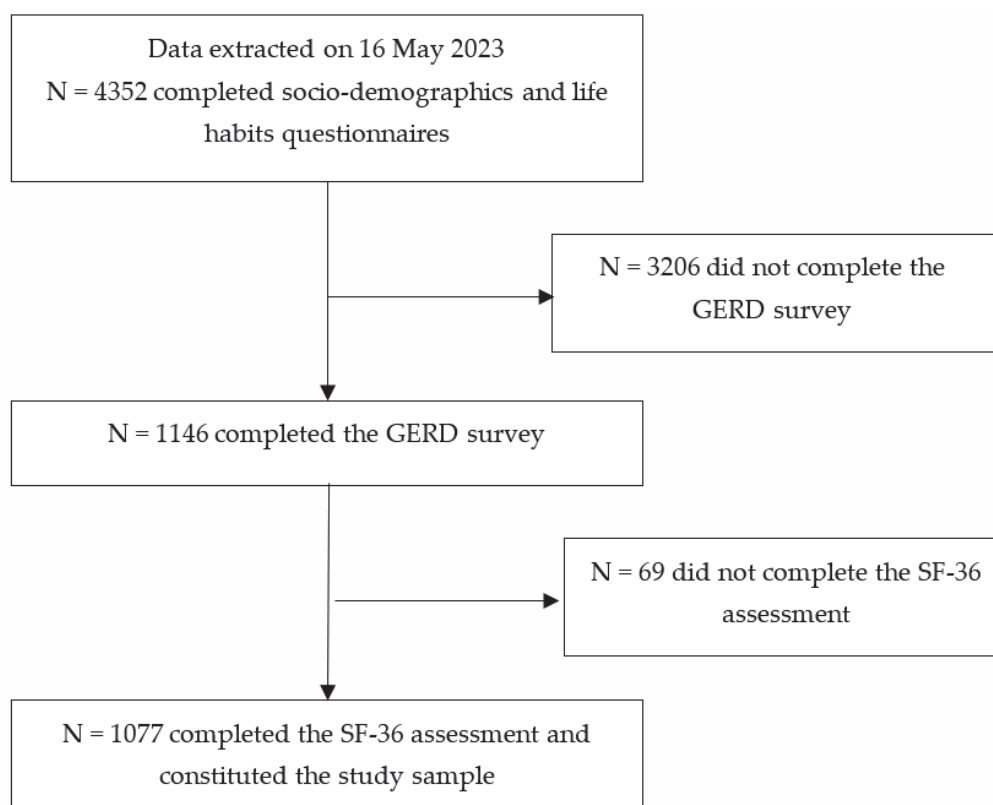 Data extracted on 16 May 2023
N = 4352 completed socio-demographics and life
habits questionnaires
N = 3206 did not complete the
GERD survey
N = 1146 completed the GERD survey
N = 69 did not complete the SF-36
assessment
N = 1077 completed the SF-36 assessment and
constituted the study sample